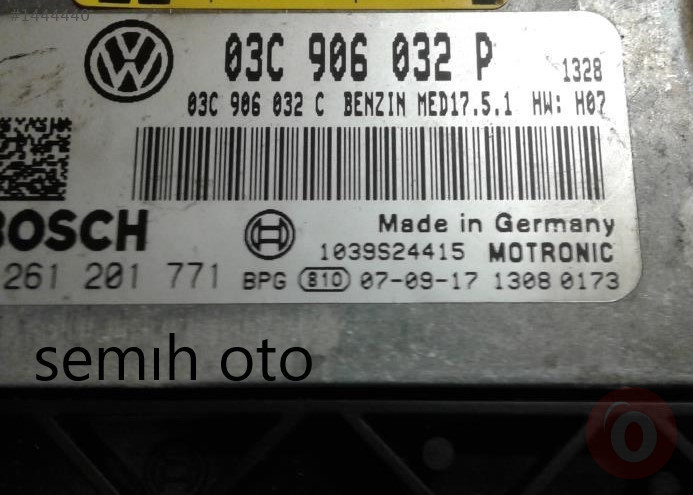 #1444446
03C 906 032 P 1328
03C 906 032 C BENZIN MED17.5.1 HW: H07
BOSCH
Made in Germany
1039S24415 MOTRONIC
261 201 771 BPG 810 07-09-17 1308 0173
semıh oto